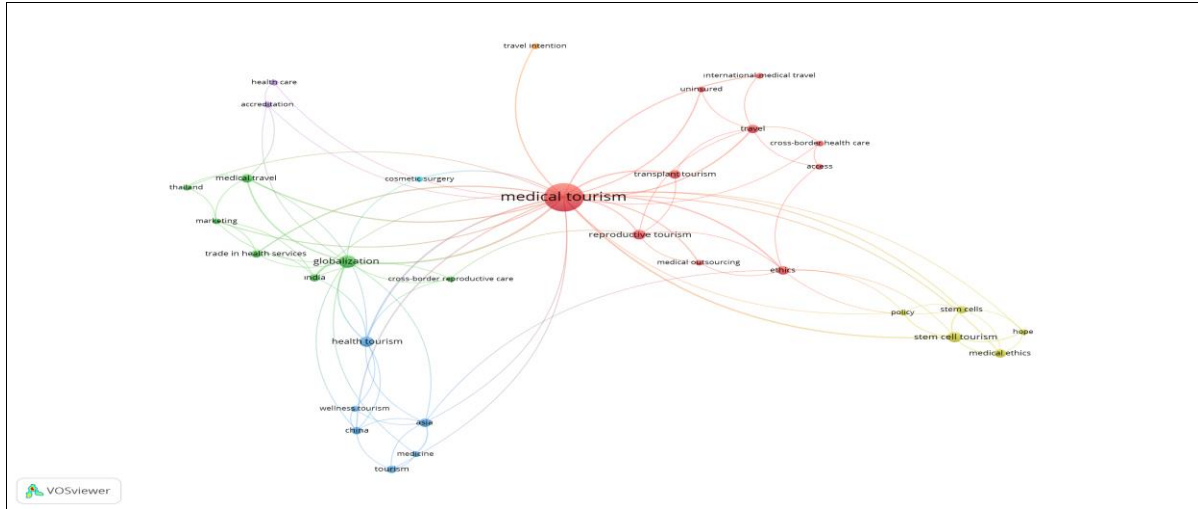 travel intention
health care
international medical travel
uninsured
accreditation
travel
cross-border health care
access
transplant tourism
medical travel
cosmetic surgery
thailand
medical tourism
marketing
reproductive tourism
trade in health services
globalization
medical outsourcing
ethics
india
cross-border reproductive care
policy
stem cells
hope
stem cell tourism
health tourism
medical ethics
wellness tourism
asia
china
medicine
tourism
VOSviewer